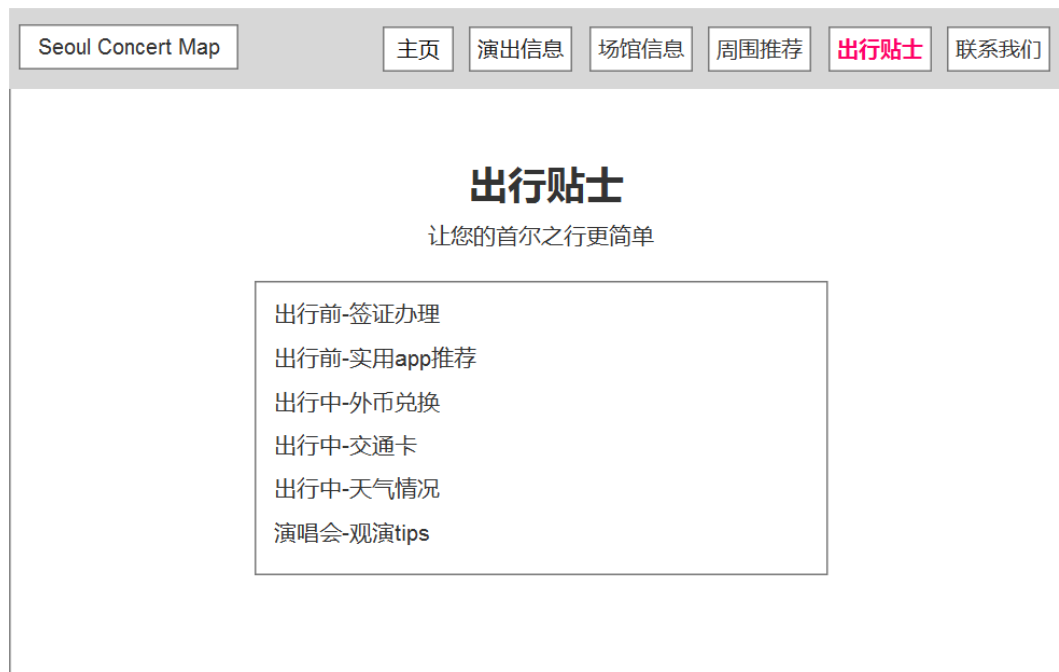 Seoul Concert Map 主页 演出信息 场馆信息 周围推荐 出行贴士 联系我们
出行贴士
让您的首尔之行更简单
出行前-签证办理
出行前-实用app推荐
出行中-外币兑换
出行中-交通卡
出行中-天气情况
演唱会-观演tips